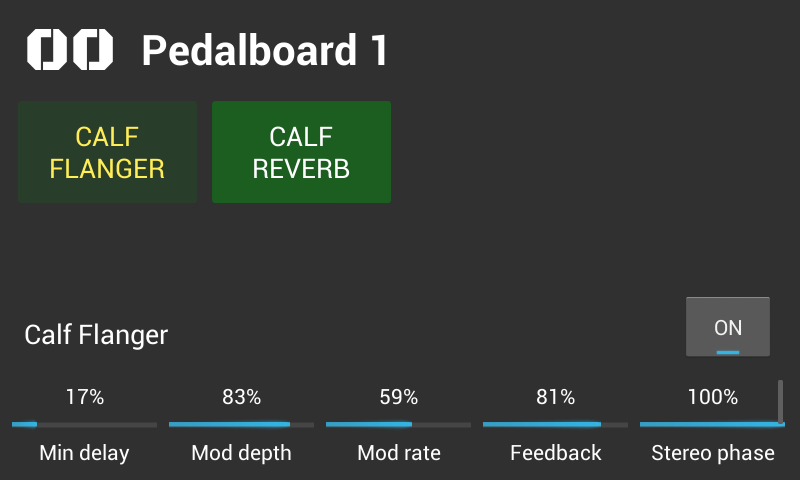 00 Pedalboard 1
CALF
FLANGER
CALF
REVERB
Calf Flanger
ON
17% 83% 59% 81% 100%
Min delay Mod depth Mod rate Feedback Stereo phase